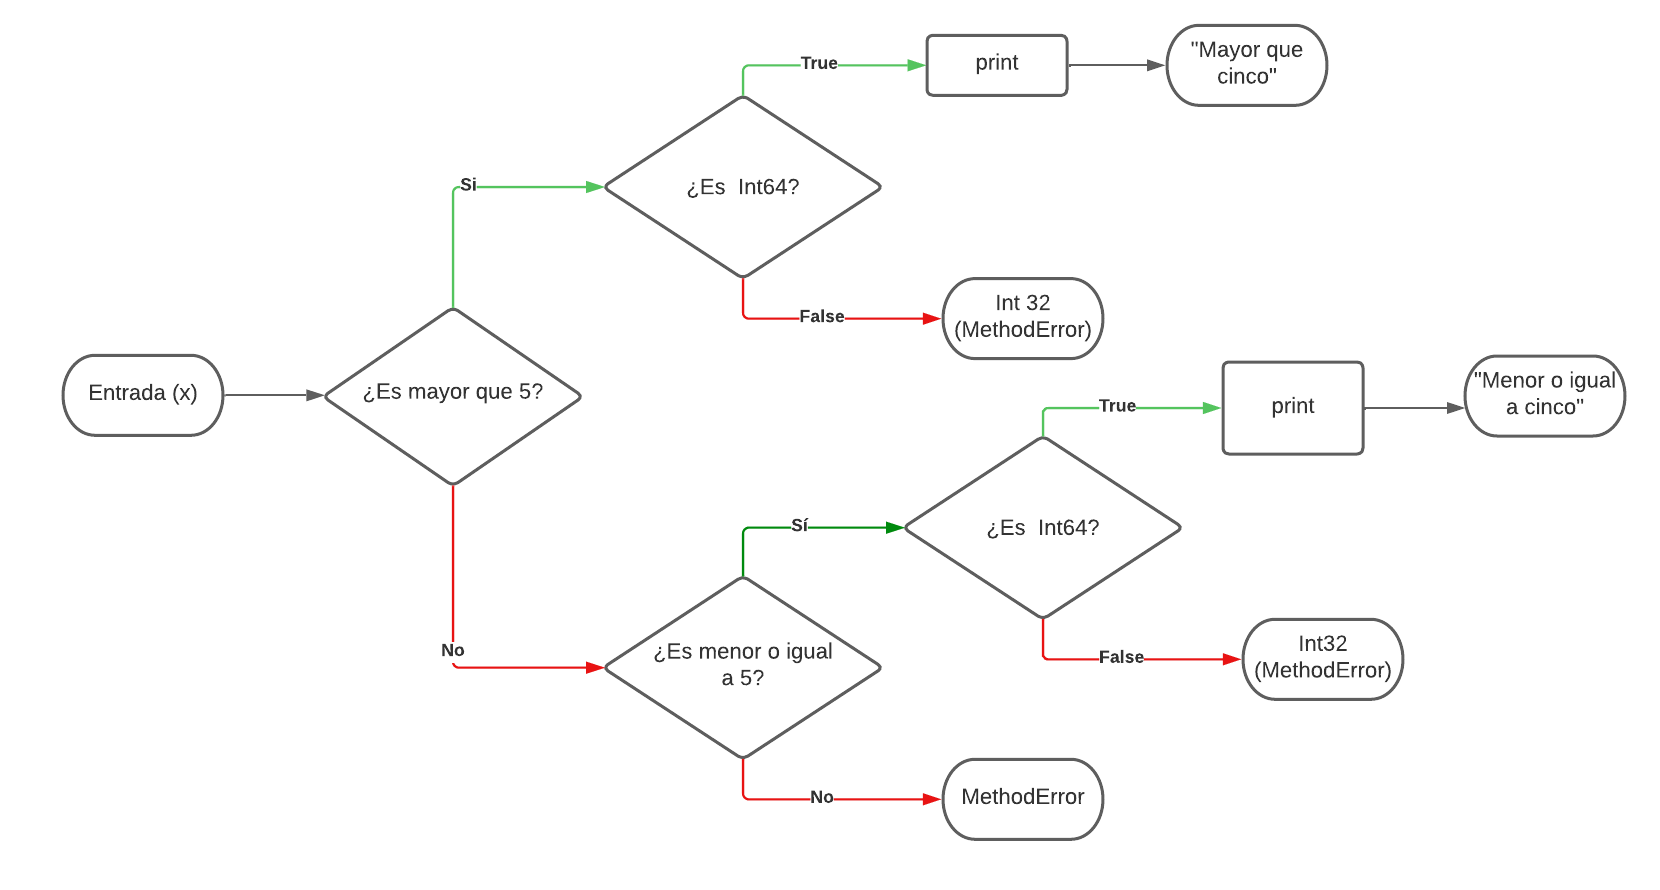 True
print
"Mayor que
cinco"
Si
¿Es  Int64?
False
Int 32
(MethodError)
Entrada (x)
¿Es mayor que 5?
True
print
"Menor o igual
a cinco"
Sí
¿Es  Int64?
No
¿Es menor o igual
a 5?
False
Int32
(MethodError)
No
MethodError